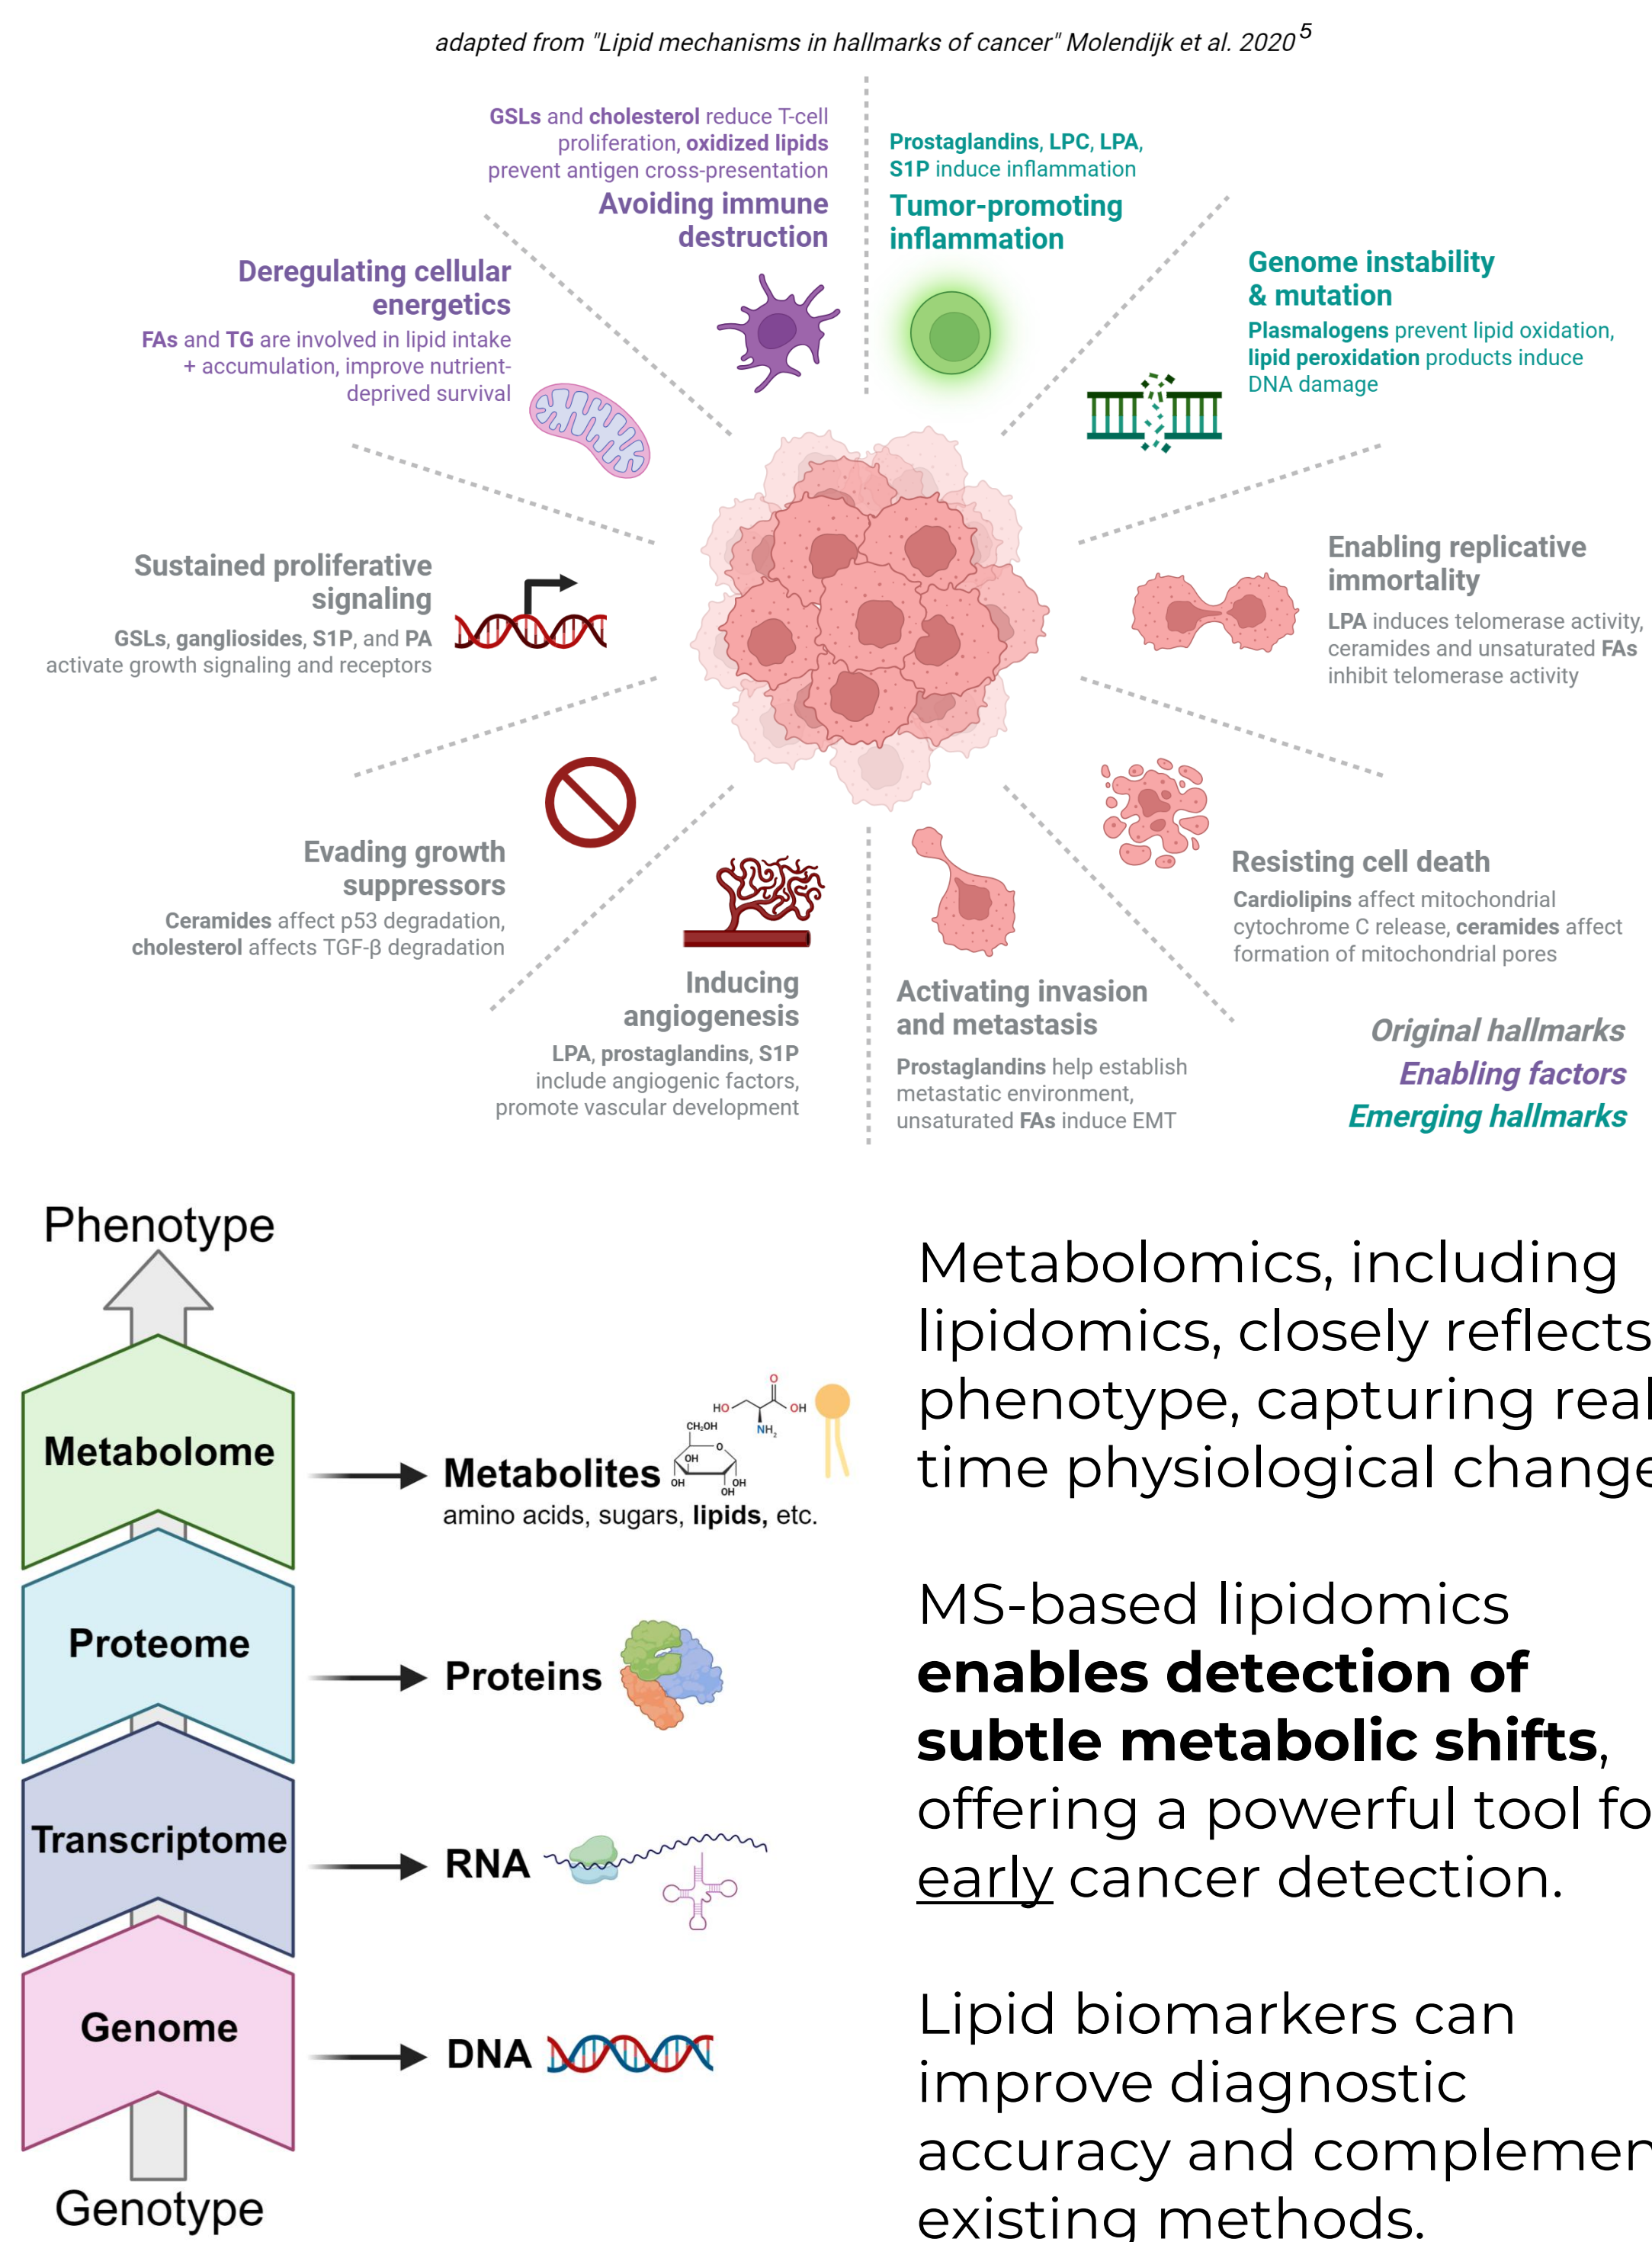 adapted from "Lipid mechanisms in hallmarks of cancer" Molendijk et al. 2020⁵
GSLs and cholesterol reduce T-cell
proliferation, oxidized lipids
prevent antigen cross-presentation
Avoiding immune
destruction
Prostaglandins, LPC, LPA,
S1P induce inflammation
Tumor-promoting
inflammation
Deregulating cellular
energetics
FAs and TG are involved in lipid intake
+ accumulation, improve nutrient-
deprived survival
Genome instability
& mutation
Plasmalogens prevent lipid oxidation,
lipid peroxidation products induce
DNA damage
Sustained proliferative
signaling
GSLs, gangliosides, S1P, and PA
activate growth signaling and receptors
Enabling replicative
immortality
LPA induces telomerase activity,
ceramides and unsaturated FAs
inhibit telomerase activity
Evading growth
suppressors
Ceramides affect p53 degradation,
cholesterol affects TGF-β degradation
Resisting cell death
Cardiolipins affect mitochondrial
cytochrome C release, ceramides affect
formation of mitochondrial pores
Inducing
angiogenesis
LPA, prostaglandins, S1P
include angiogenic factors,
promote vascular development
Activating invasion
and metastasis
Prostaglandins help establish
metastatic environment,
unsaturated FAs induce EMT
Original hallmarks
Enabling factors
Emerging hallmarks
Phenotype
Metabolome
Proteome
Transcriptome
Genome
Genotype
Metabolites
amino acids, sugars, lipids, etc.
O
HO
OH
NH₂
CH₂OH
O
OH
OH
OH
OH
Proteins
RNA
DNA
Metabolomics, including
lipidomics, closely reflects
phenotype, capturing real
time physiological change
MS-based lipidomics
enables detection of
subtle metabolic shifts,
offering a powerful tool fo
early cancer detection.
Lipid biomarkers can
improve diagnostic
accuracy and complemen
existing methods.